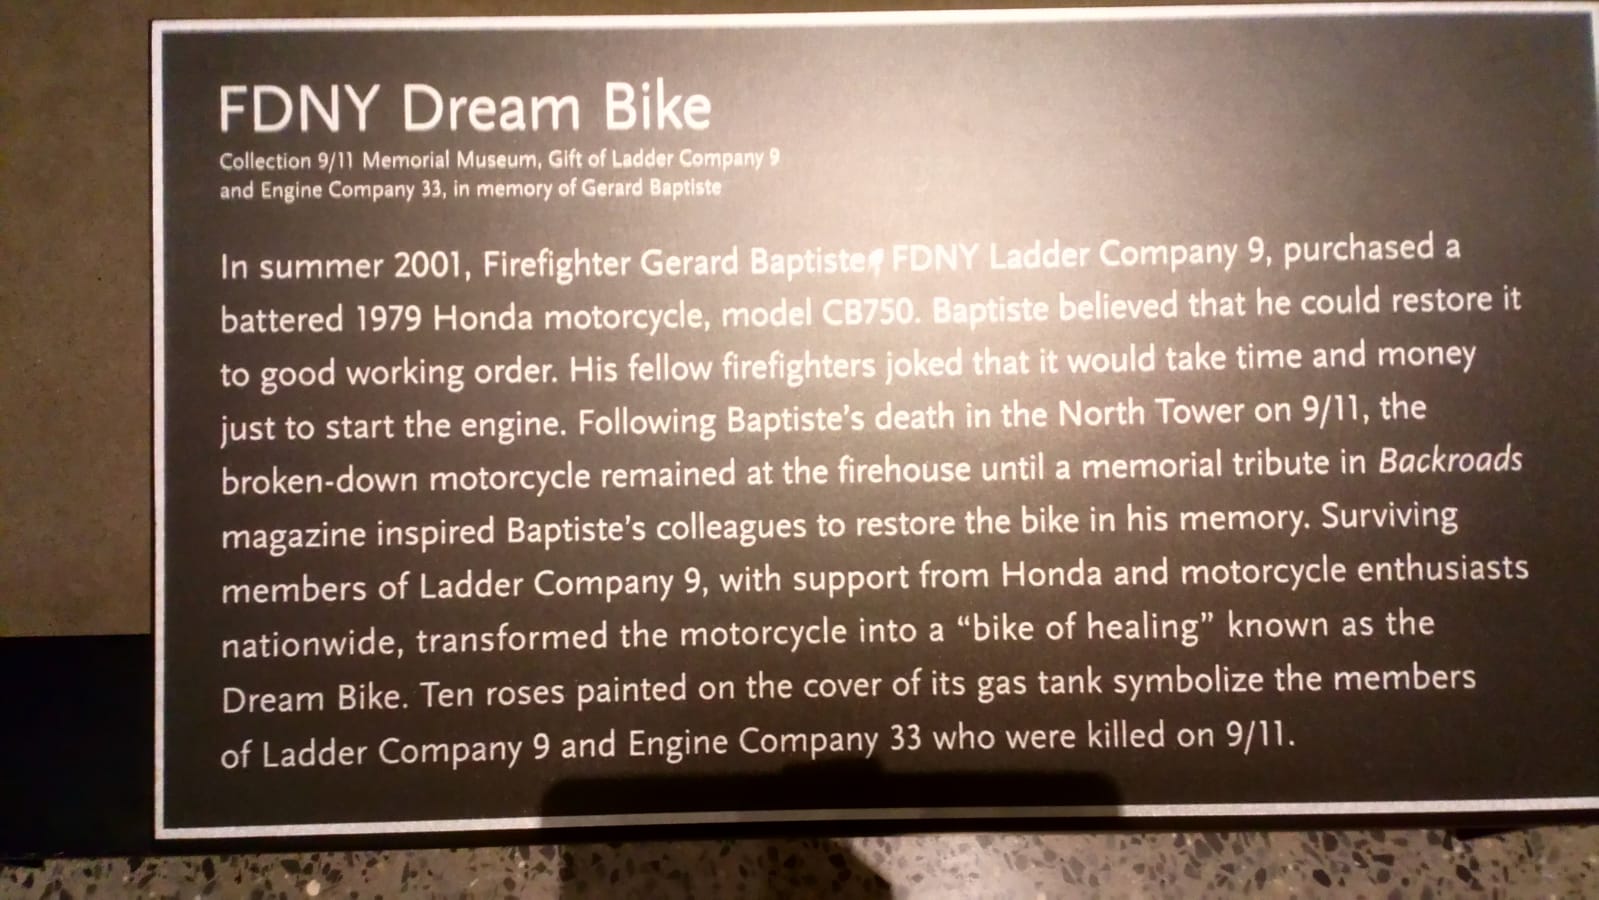 FDNY Dream Bike
Collection 9/11 Memorial Museum, Gift of Ladder Company 9
and Engine Company 33, in memory of Gerard Baptiste
In summer 2001, Firefighter Gerard Baptiste, FDNY Ladder Company 9, purchased a
battered 1979 Honda motorcycle, model CB750. Baptiste believed that he could restore it
to good working order. His fellow firefighters joked that it would take time and money
just to start the engine. Following Baptiste's death in the North Tower on 9/11, the
broken-down motorcycle remained at the firehouse until a memorial tribute in Backroads
magazine inspired Baptiste's colleagues to restore the bike in his memory. Surviving
members of Ladder Company 9, with support from Honda and motorcycle enthusiasts
nationwide, transformed the motorcycle into a “bike of healing” known as the
Dream Bike. Ten roses painted on the cover of its gas tank symbolize the members
of Ladder Company 9 and Engine Company 33 who were killed on 9/11.